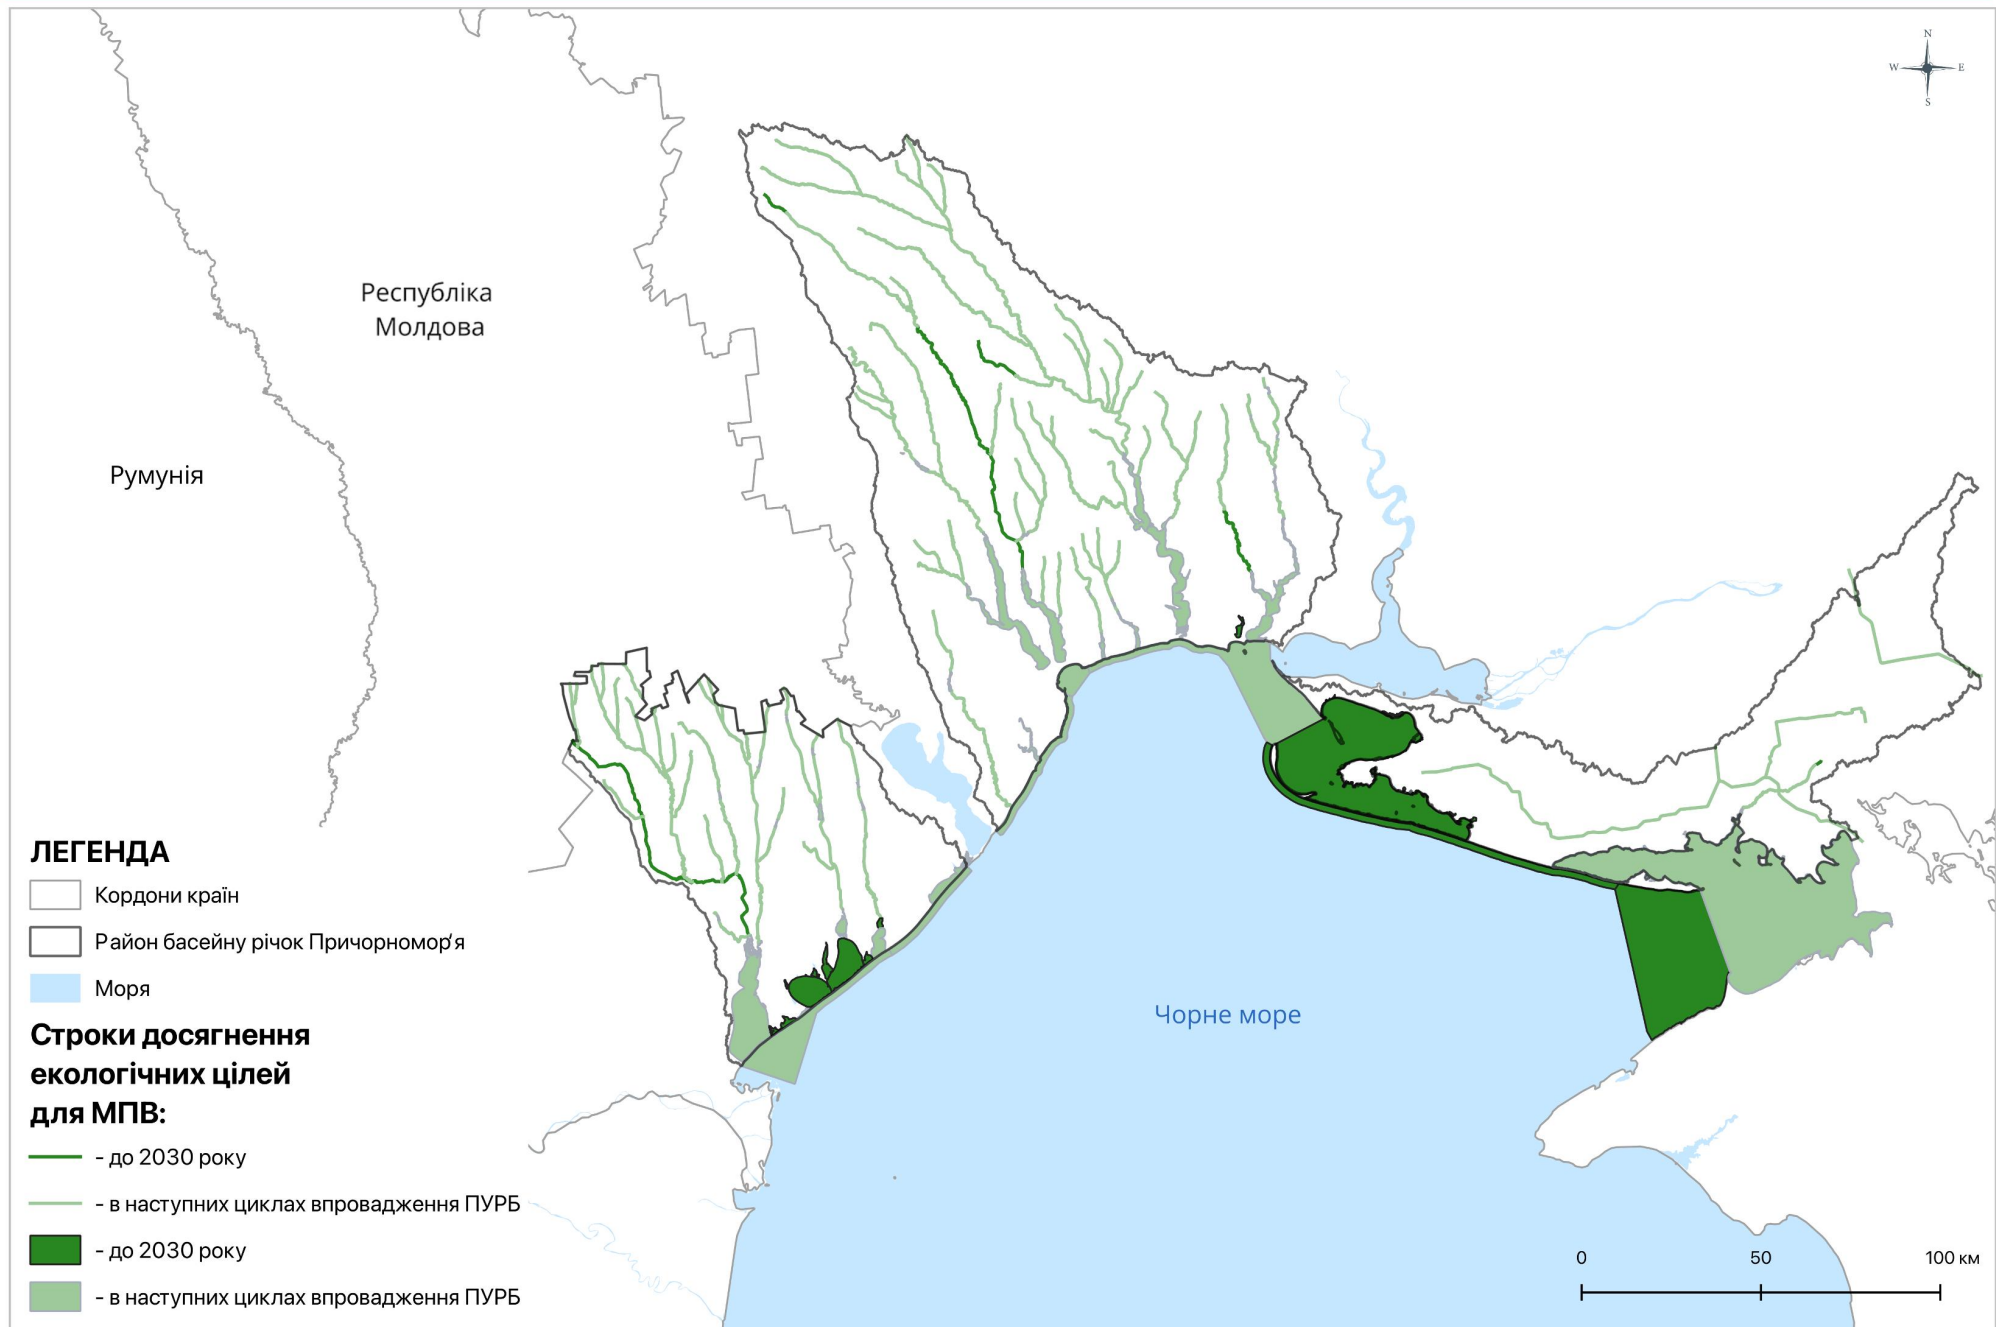 N
W E
S
Республіка
Молдова
Румунія
Чорне море
ЛЕГЕНДА
Кордони країн
Район басейну річок Причорномор'я
Моря
Строки досягнення
екологічних цілей
для МПВ:
- до 2030 року
- в наступних циклах впровадження ПУРБ
- до 2030 року
- в наступних циклах впровадження ПУРБ
0 50 100 км